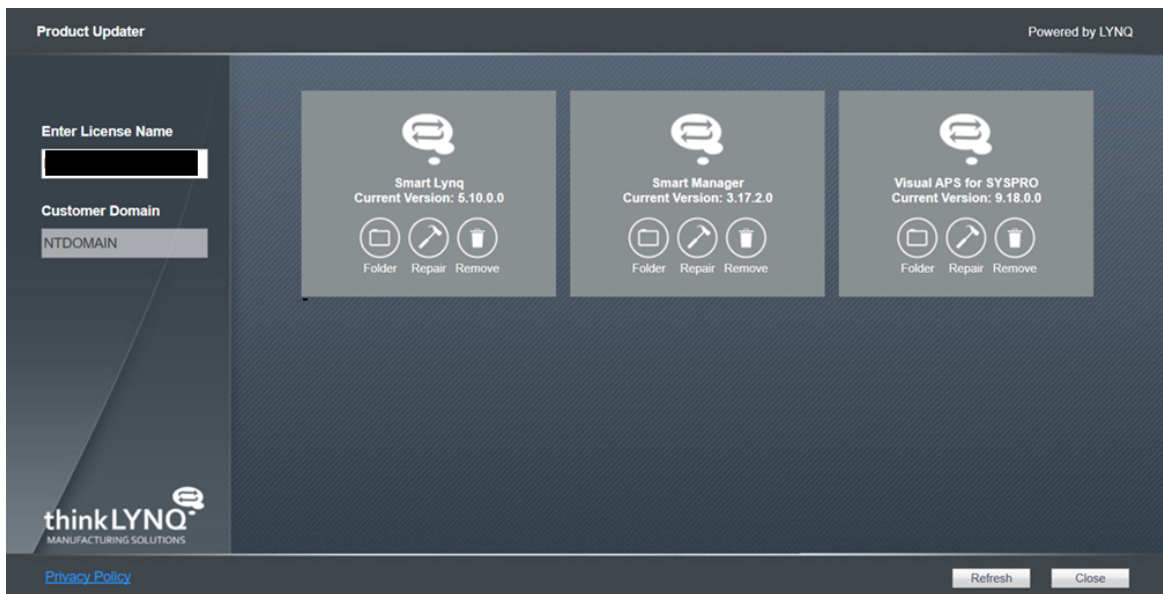 Product Updater
Powered by LYNQ
Enter License Name
Customer Domain
NTDOMAIN
Smart Lynq
Current Version: 5.10.0.0
Folder Repair Remove
Smart Manager
Current Version: 3.17.2.0
Folder Repair Remove
Visual APS for SYSPRO
Current Version: 9.18.0.0
Folder Repair Remove
thinkLYNQ
MANUFACTURING SOLUTIONS
Privacy Policy
Refresh
Close